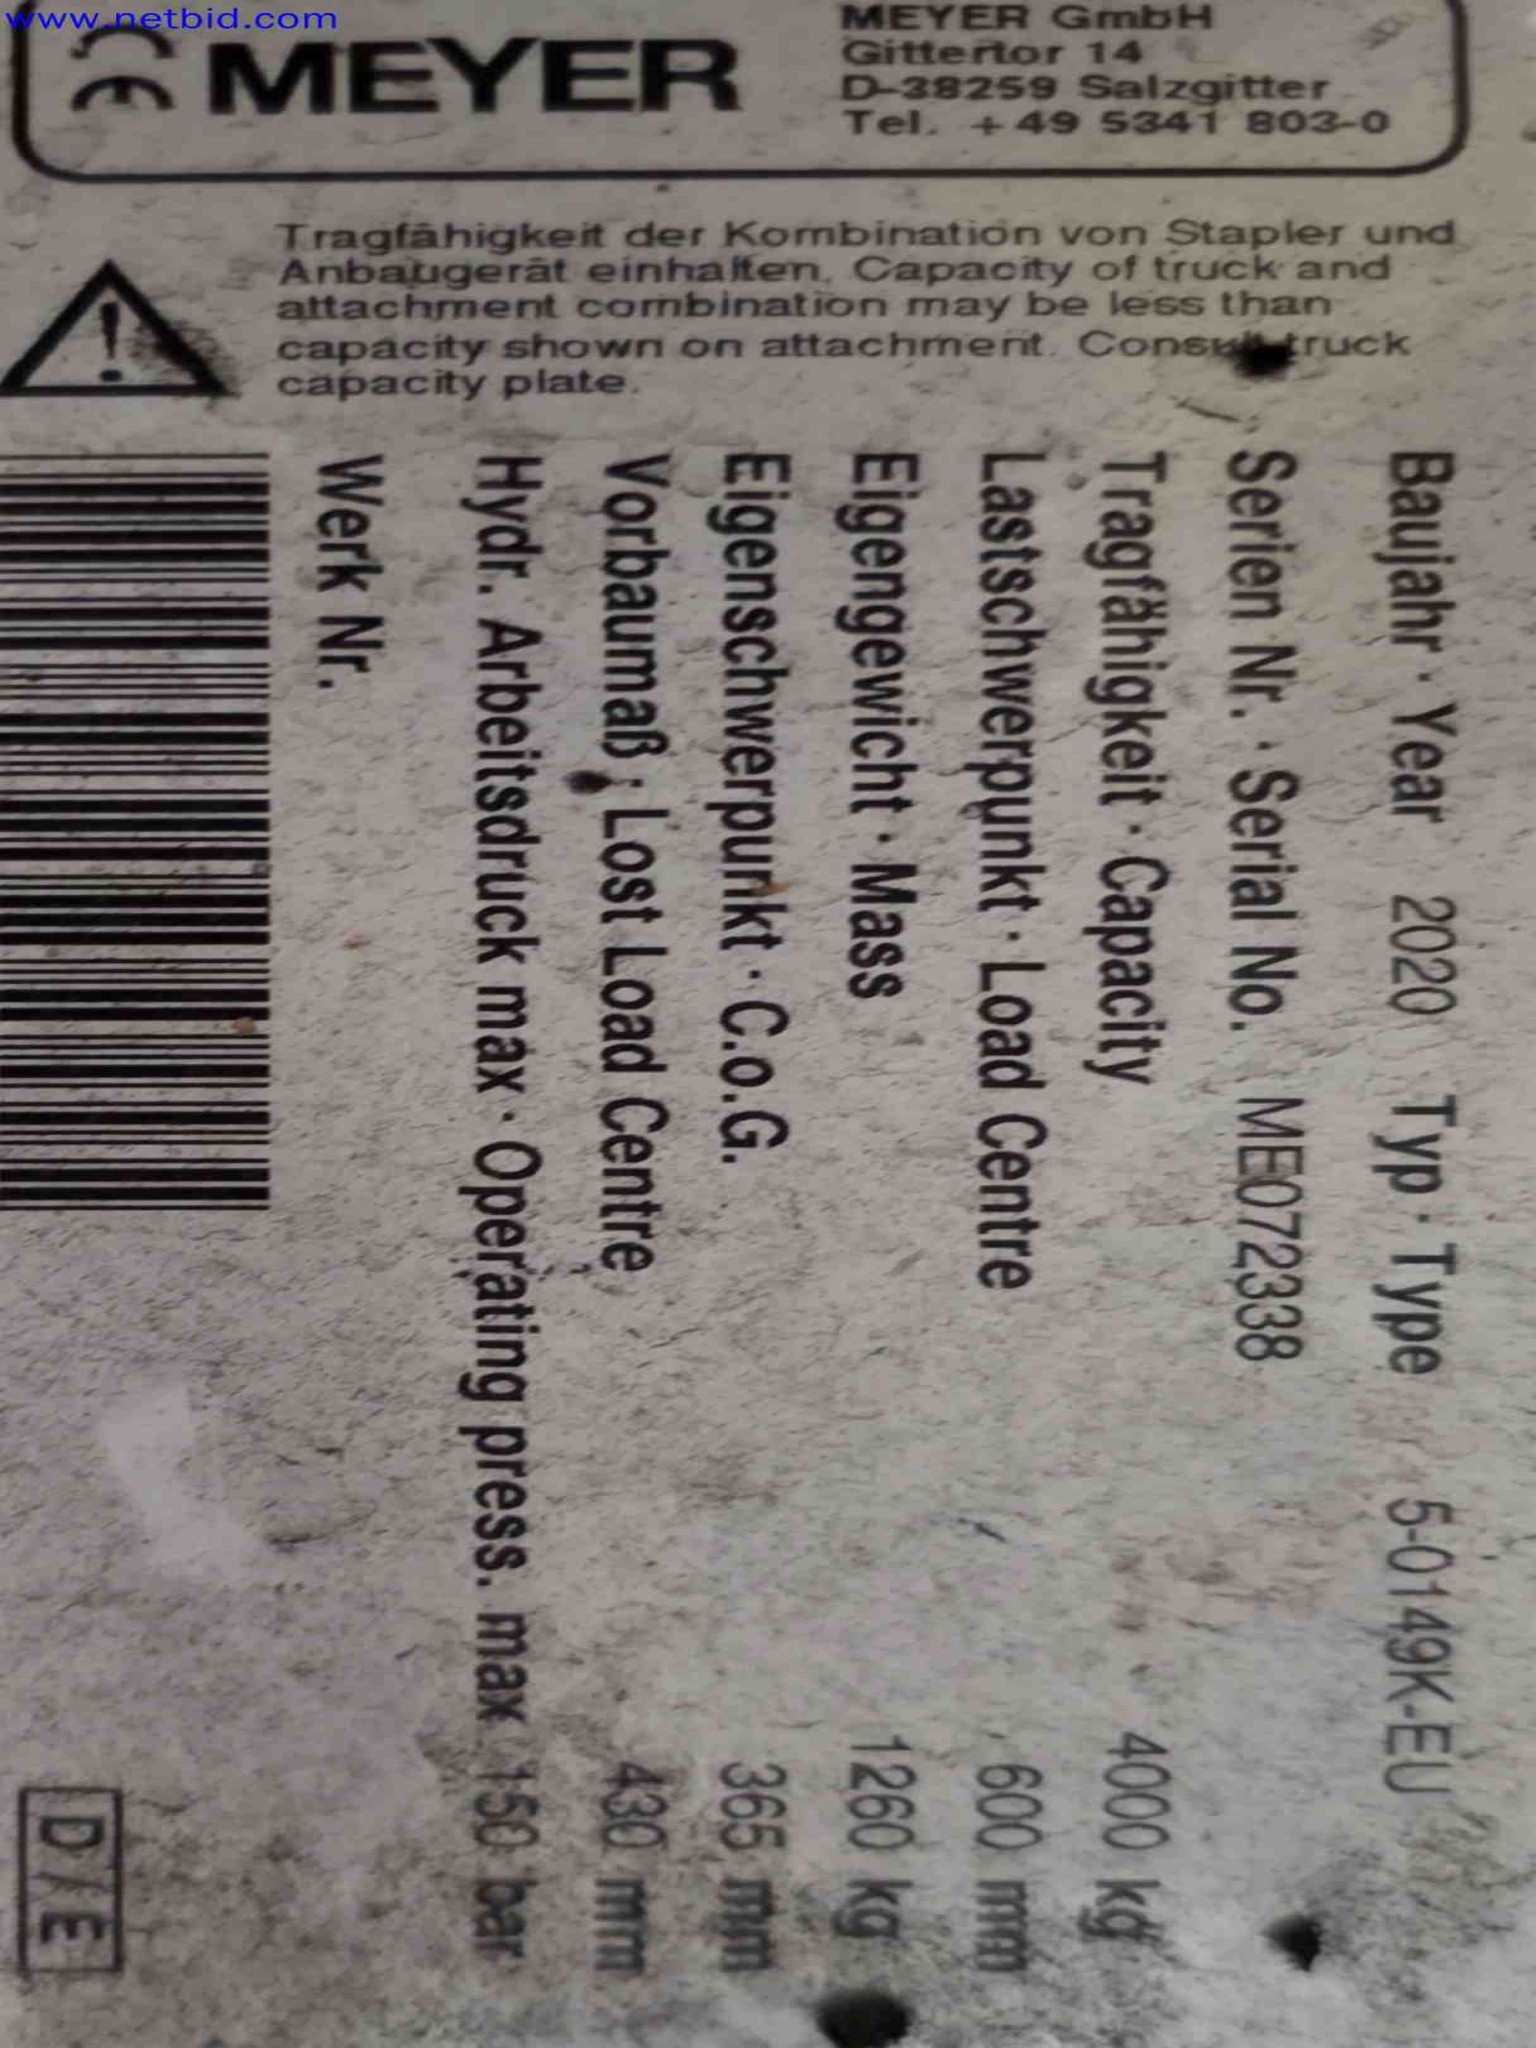 www.netbid.com
CE MEYER
MEYER GmbH
Gittertor 14
D-38259 Salzgitter
Tel. +49 5341 803-0
Tragfähigkeit der Kombination von Stapler und
Anbaugerät einhalten. Capacity of truck and
attachment combination may be less than
capacity shown on attachment. Consult truck
capacity plate.
Baujahr · Year 2020 Typ · Type 5-0149K-EU
Serien Nr. · Serial No. ME072338
Tragfähigkeit · Capacity 4000 kg
Lastschwerpunkt · Load Centre 600 mm
Eigengewicht · Mass 1260 kg
Eigenschwerpunkt · C.o.G. 365 mm
Vorbaumaß · Lost Load Centre 430 mm
Hydr. Arbeitsdruck max · Operating press. max 150 bar
Werk Nr.
D/E